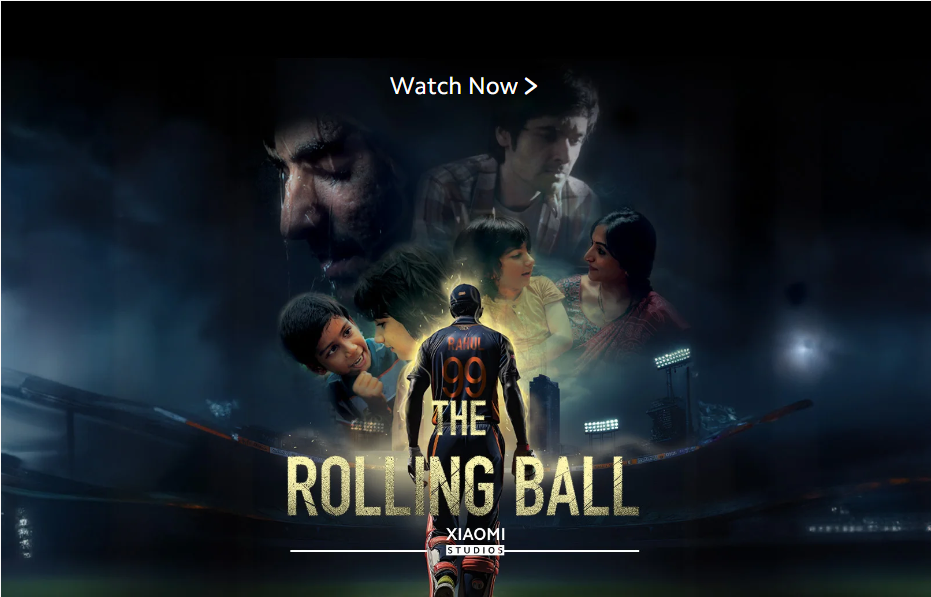 Watch Now >
RAHUL
99
THE
ROLLING BALL
XIAOMI
STUDIOS